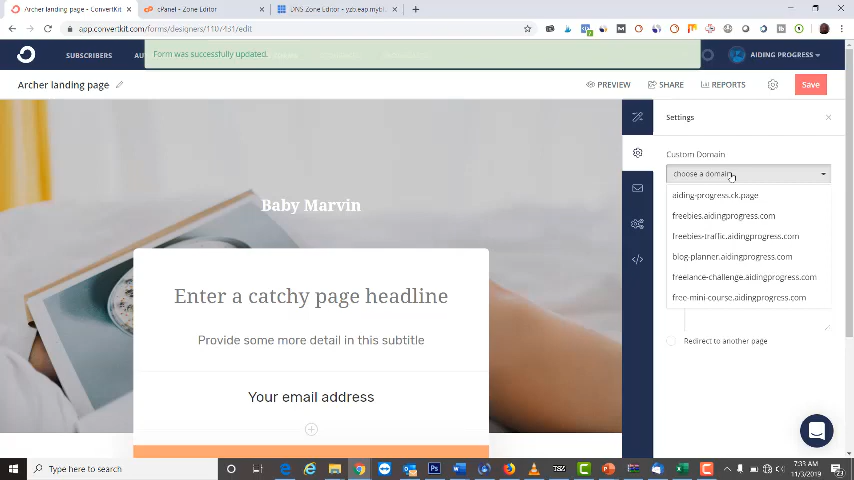 Archer landing page - ConvertKit
cPanel - Zone Editor
DNS Zone Editor - yzb:eap mybl
app.convertkit.com/forms/designers/1107431/edit
SUBSCRIBERS
AU
Form was successfully updated.
AIDING PROGRESS
Archer landing page
PREVIEW
SHARE
REPORTS
Save
Settings
Custom Domain
choose a domain
aiding-progress.ck.page
freebies.aidingprogress.com
freebies-traffic.aidingprogress.com
blog-planner.aidingprogress.com
freelance-challenge.aidingprogress.com
free-mini-course.aidingprogress.com
Redirect to another page
Baby Marvin
Enter a catchy page headline
Provide some more detail in this subtitle
Your email address
Type here to search
7:33 AM
11/3/2019